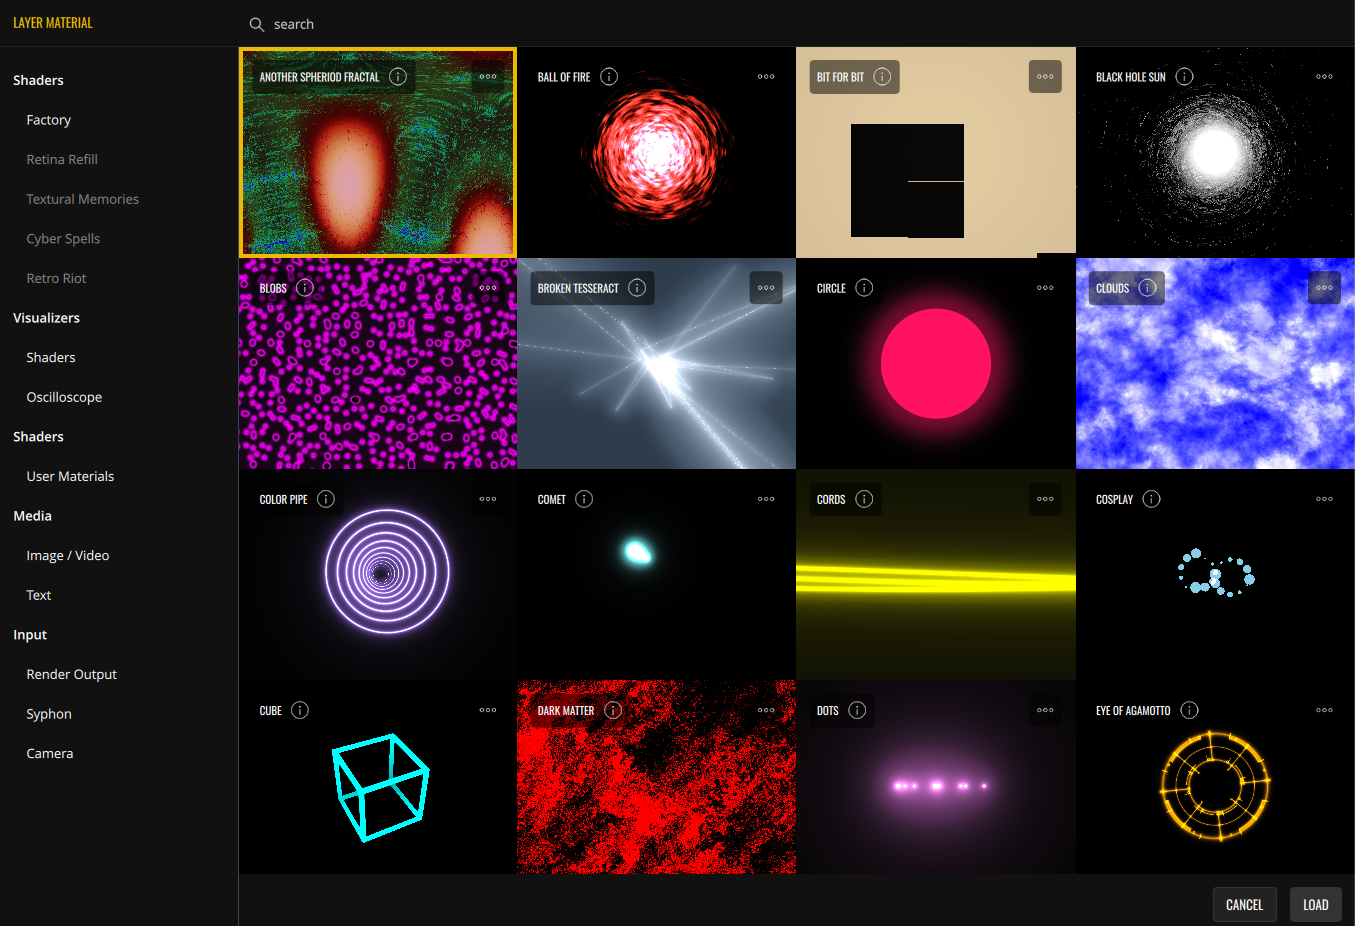 LAYER MATERIAL
search
Shaders
Factory
Retina Refill
Textural Memories
Cyber Spells
Retro Riot
Visualizers
Shaders
Oscilloscope
Shaders
User Materials
Media
Image / Video
Text
Input
Render Output
Syphon
Camera
ANOTHER SPHERIOD FRACTAL
BALL OF FIRE
BIT FOR BIT
BLACK HOLE SUN
BLOBS
BROKEN TESSERACT
CIRCLE
CLOUDS
COLOR PIPE
COMET
CORDS
COSPLAY
CUBE
DARK MATTER
DOTS
EYE OF AGAMOTTO
CANCEL
LOAD